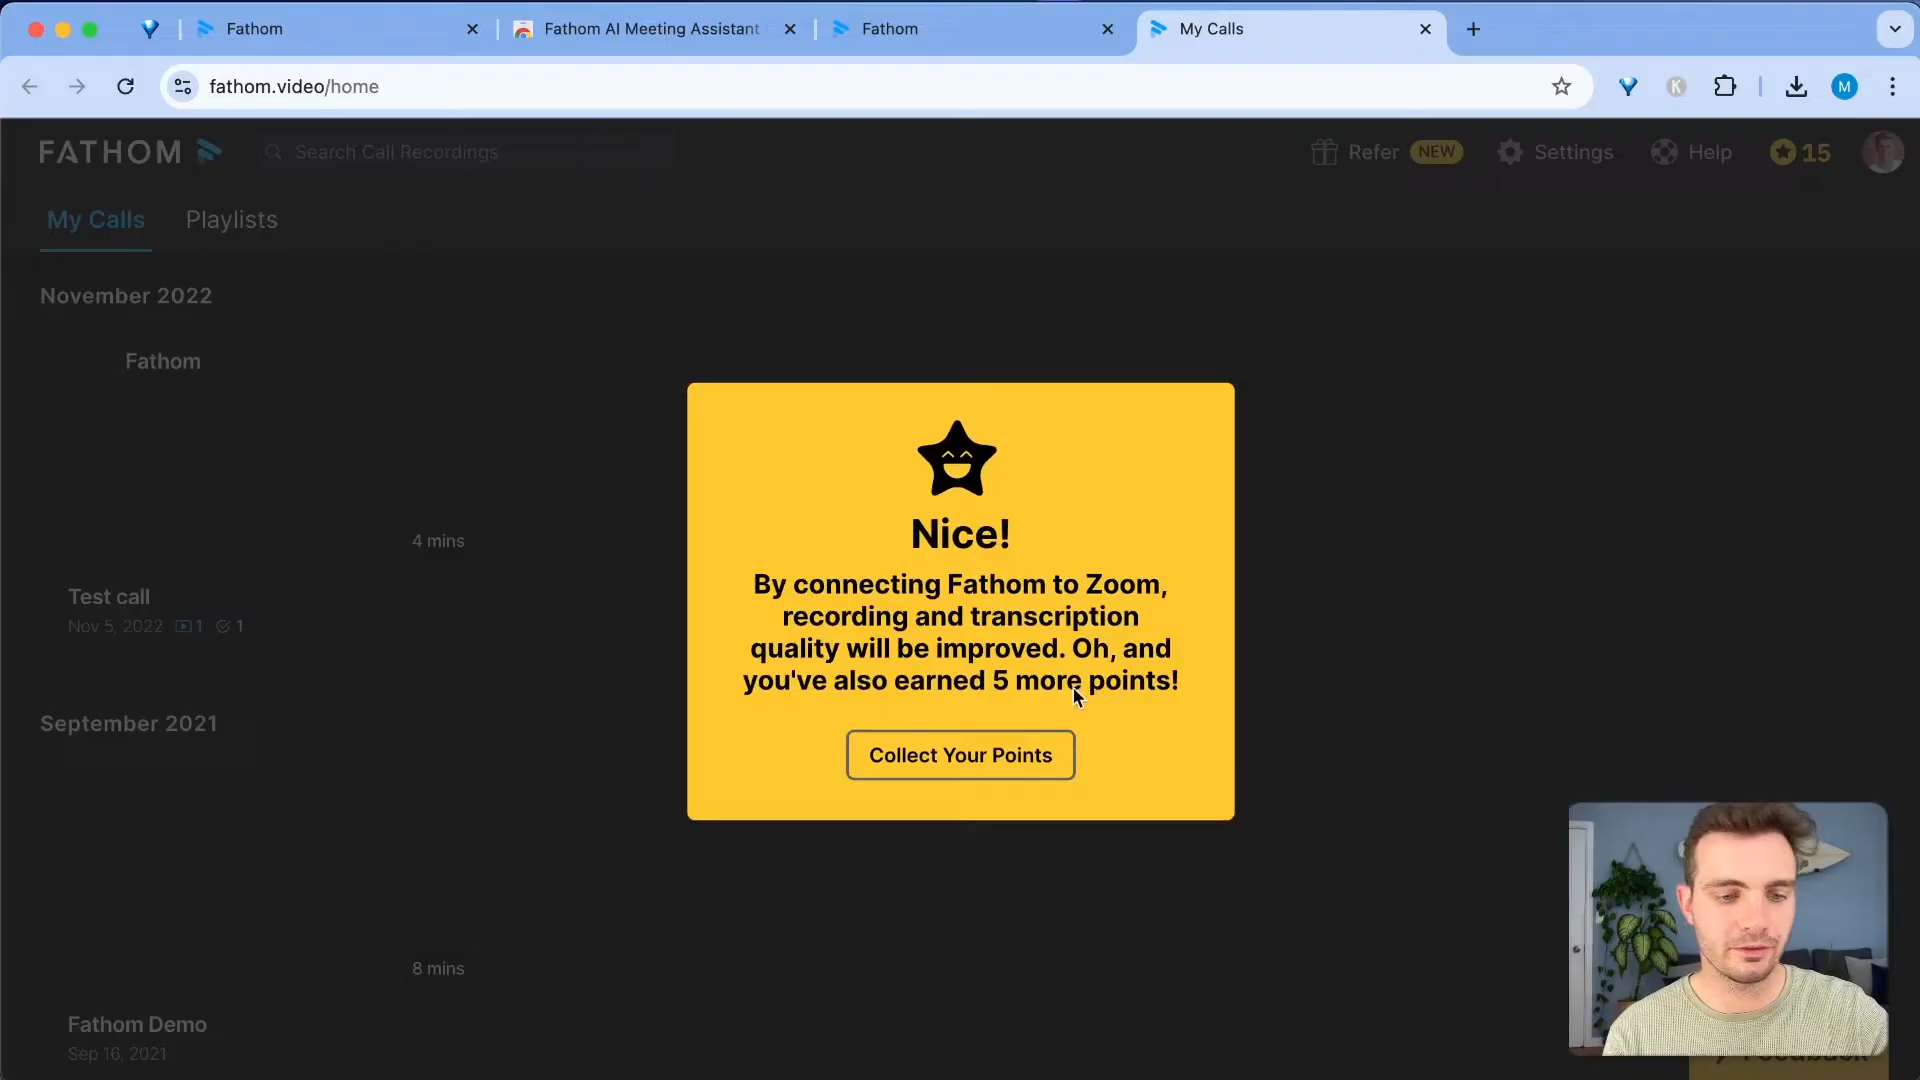 Fathom
Fathom AI Meeting Assistant
Fathom
My Calls
fathom.video/home
K
M
FATHOM
Search Call Recordings
Refer NEW
Settings
Help
15
My Calls
Playlists
November 2022
Fathom
4 mins
Test call
Nov 5, 2022 1 1
September 2021
8 mins
Fathom Demo
Sep 16, 2021
Nice!
By connecting Fathom to Zoom,
recording and transcription
quality will be improved. Oh, and
you've also earned 5 more points!
Collect Your Points
Feedback